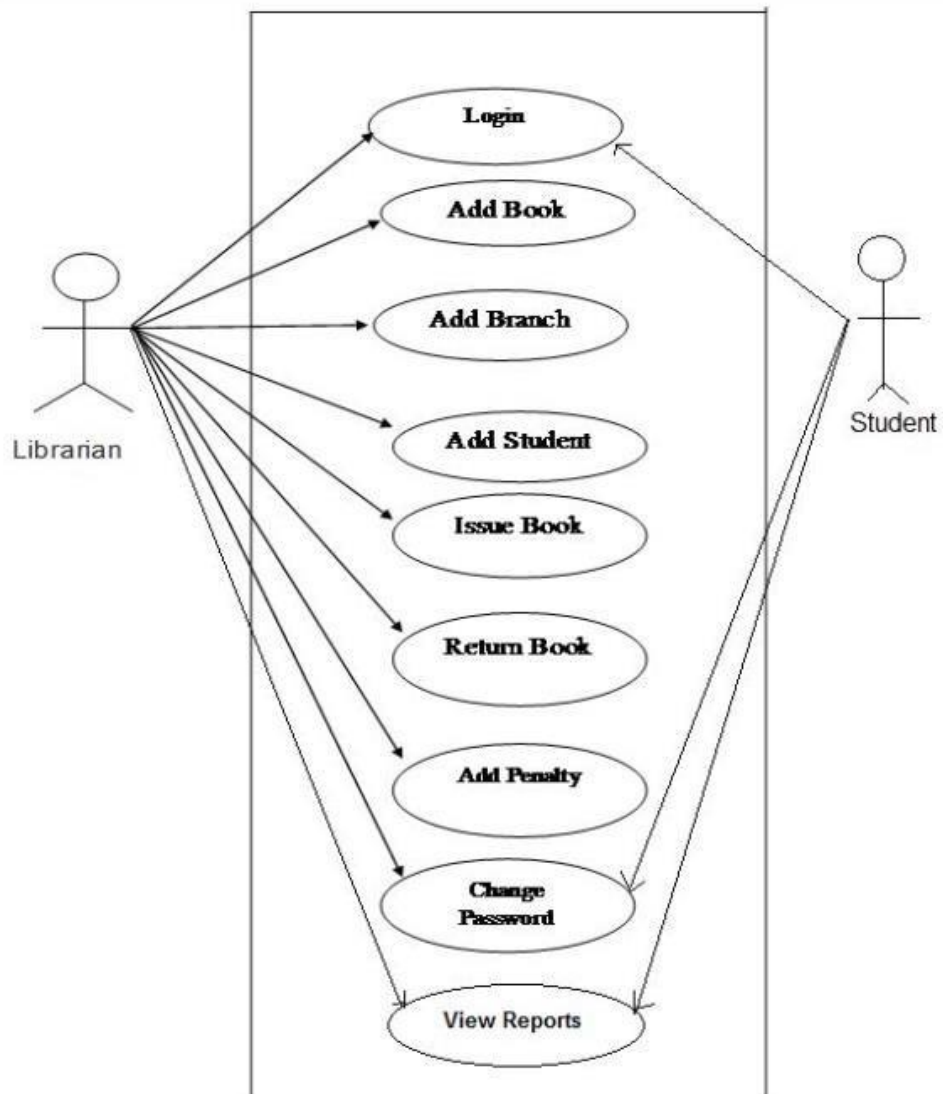 Login
Add Book
Add Branch
Add Student
Librarian
Student
Issue Book
Return Book
Add Penalty
Change
Password
View Reports